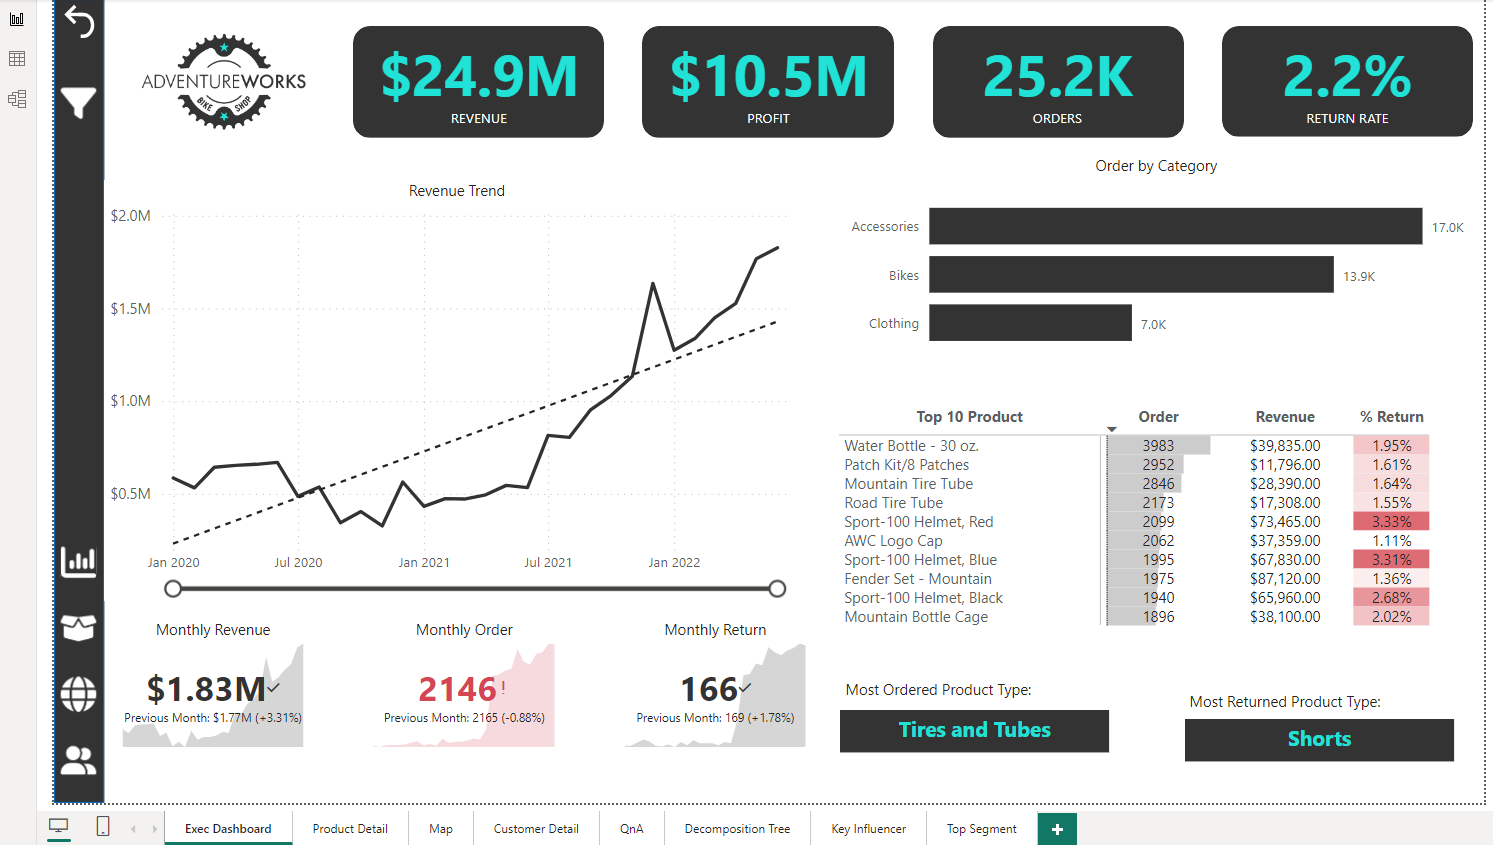 ADVENTUREWORKS
BIKE SHOP
$24.9M
REVENUE
$10.5M
PROFIT
25.2K
ORDERS
2.2%
RETURN RATE
Revenue Trend
$2.0M
$1.5M
$1.0M
$0.5M
Jan 2020 Jul 2020 Jan 2021 Jul 2021 Jan 2022
Order by Category
Accessories 17.0K
Bikes 13.9K
Clothing 7.0K
Top 10 Product Order Revenue % Return
Water Bottle - 30 oz. 3983 $39,835.00 1.95%
Patch Kit/8 Patches 2952 $11,796.00 1.61%
Mountain Tire Tube 2846 $28,390.00 1.64%
Road Tire Tube 2173 $17,308.00 1.55%
Sport-100 Helmet, Red 2099 $73,465.00 3.33%
AWC Logo Cap 2062 $37,359.00 1.11%
Sport-100 Helmet, Blue 1995 $67,830.00 3.31%
Fender Set - Mountain 1975 $87,120.00 1.36%
Sport-100 Helmet, Black 1940 $65,960.00 2.68%
Mountain Bottle Cage 1896 $38,100.00 2.02%
Monthly Revenue
$1.83M
Previous Month: $1.77M (+3.31%)
Monthly Order
2146!
Previous Month: 2165 (-0.88%)
Monthly Return
166
Previous Month: 169 (+1.78%)
Most Ordered Product Type:
Tires and Tubes
Most Returned Product Type:
Shorts
Exec Dashboard Product Detail Map Customer Detail QnA Decomposition Tree Key Influencer Top Segment +